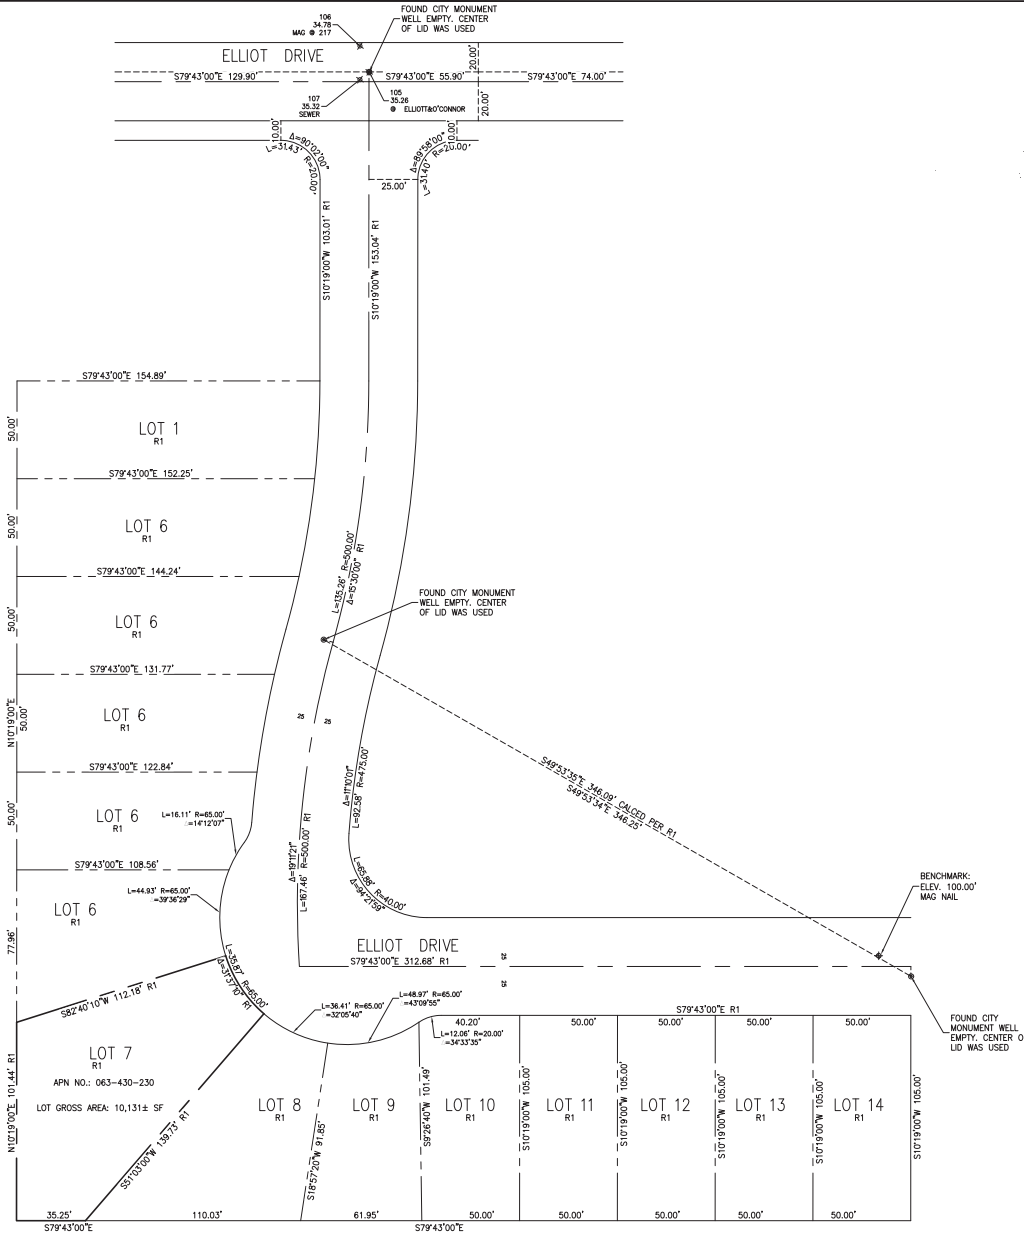 106
34.78
MAG @ 217
FOUND CITY MONUMENT
WELL EMPTY. CENTER
OF LID WAS USED
ELLIOT DRIVE
20.00'
S79°43'00"E 129.90'
S79°43'00"E 55.90'
S79°43'00"E 74.00'
107
35.32
SEWER
105
35.26
ELLIOTT&O'CONNOR
20.00'
10.00'
Δ=90°02'00"
L=31.43' R=20.00'
10.00'
Δ=89°58'00"
L=31.40' R=20.00'
25.00'
S10°19'00"W 103.01' R1
S10°19'00"W 153.04' R1
S79°43'00"E 154.89'
50.00'
LOT 1
R1
S79°43'00"E 152.25'
50.00'
LOT 6
R1
L=135.26' R=500.00'
Δ=15°30'00" R1
S79°43'00"E 144.24'
50.00'
LOT 6
R1
FOUND CITY MONUMENT
WELL EMPTY. CENTER
OF LID WAS USED
S79°43'00"E 131.77'
N10°19'00"E
50.00'
LOT 6
R1
25
25
S79°43'00"E 122.84'
50.00'
LOT 6
R1
L=16.11' R=65.00'
=14°12'07"
Δ=11°10'01"
L=92.58' R=475.00'
S49°53'35"E 346.09' CALCED PER R1
S49°53'34"E 346.25'
S79°43'00"E 108.56'
Δ=19°11'21"
L=167.46' R=500.00' R1
L=65.88' R=40.00'
Δ=94°21'59"
BENCHMARK:
ELEV. 100.00'
MAG NAIL
L=44.93' R=65.00'
=39°36'29"
LOT 6
R1
77.96'
ELLIOT DRIVE
S79°43'00"E 312.68' R1
25
25
L=35.87' R=65.00'
Δ=31°37'10" R1
S82°40'10"W 112.18' R1
L=36.41' R=65.00'
=32°05'40"
L=48.97' R=65.00'
=43°09'55"
S79°43'00"E R1
40.20'
50.00'
50.00'
50.00'
50.00'
L=12.06' R=20.00'
=34°33'35"
FOUND CITY
MONUMENT WELL
EMPTY. CENTER O
LID WAS USED
N10°19'00"E 101.44' R1
LOT 7
R1
APN NO.: 063-430-230
LOT GROSS AREA: 10,131± SF
S51°03'00"W 139.73' R1
LOT 8
R1
S18°57'20"W 91.85'
LOT 9
R1
S9°26'40"W 101.49'
LOT 10
R1
S10°19'00"W 105.00'
LOT 11
R1
S10°19'00"W 105.00'
LOT 12
R1
S10°19'00"W 105.00'
LOT 13
R1
S10°19'00"W 105.00'
LOT 14
R1
S10°19'00"W 105.00'
35.25'
110.03'
61.95'
50.00'
50.00'
50.00'
50.00'
50.00'
S79°43'00"E
S79°43'00"E